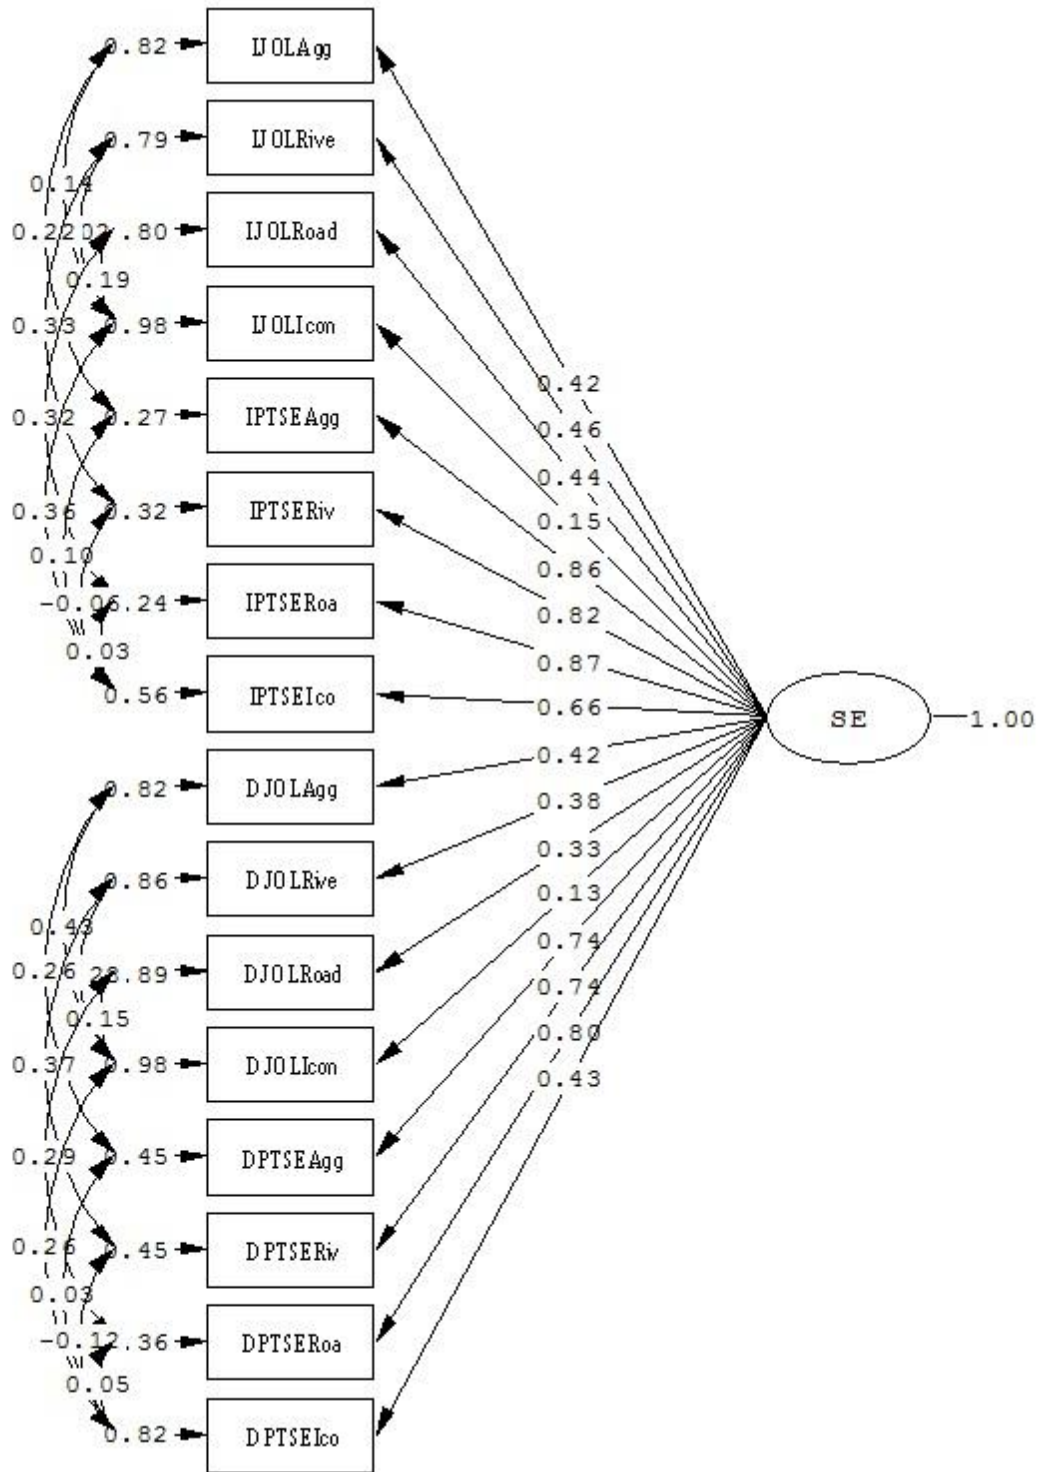 0.82 IJOLAgg
0.79 IJOLRive
0.14
0.22 .80 IJOLRoad
0.19
0.33 0.98 IJOLIcon
0.42
0.32 0.27 IPTSEAgg
0.46
0.44
0.36 0.32 IPTSERiv
0.15
0.10
0.86
-0.06 .24 IPTSERoa
0.82
0.03
0.87
0.56 IPTSEIco
0.66
SE 1.00
0.42
0.82 DJOLAgg
0.38
0.33
0.86 DJOLRive
0.13
0.43
0.74
0.26 28 .89 DJOLRoad
0.74
0.15
0.80
0.37 0.98 DJOLIcon
0.43
0.29 0.45 DPTSEAgg
0.26 0.45 DPTSERiv
0.03
-0.12 .36 DPTSERoa
0.05
0.82 DPTSEIco